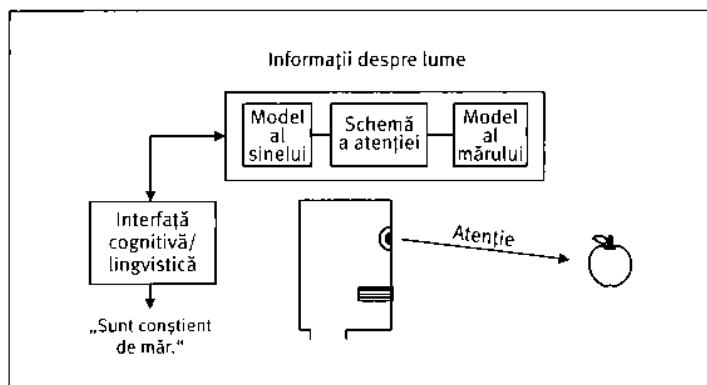 Informații despre lume
Model
al
sinelui
Schemă
a atenției
Model
al
mărului
Interfață
cognitivă/
lingvistică
Atenție
„Sunt conștient
de măr.“